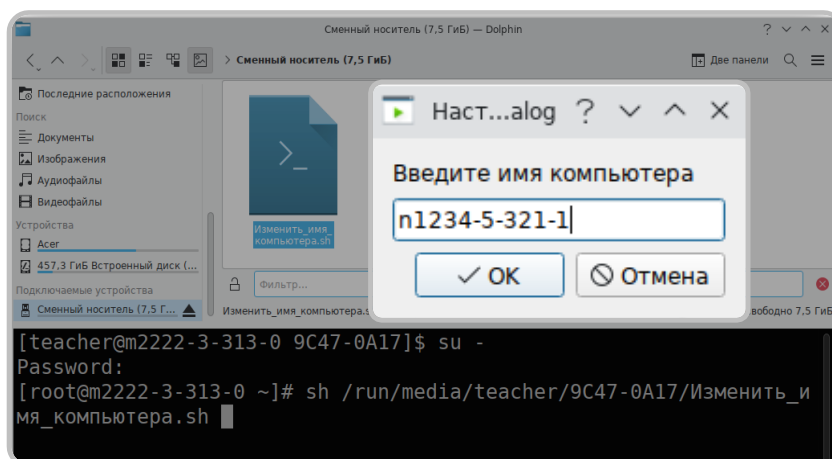 Сменный носитель (7,5 ГиБ) — Dolphin
Сменный носитель (7,5 ГиБ)
Две панели
Последние расположения
Поиск
Документы
Изображения
Аудиофайлы
Видеофайлы
Устройства
Acer
457,3 ГиБ Встроенный диск (...
Подключаемые устройства
Сменный носитель (7,5 Г...
Изменить_имя_
компьютера.sh
Фильтр...
Изменить_имя_компьютера.s
вободно 7,5 ГиБ
Наст...alog
Введите имя компьютера
n1234-5-321-1
OK
Отмена
[teacher@m2222-3-313-0 9C47-0A17]$ su -
Password:
[root@m2222-3-313-0 ~]# sh /run/media/teacher/9C47-0A17/Изменить_и
мя_компьютера.sh